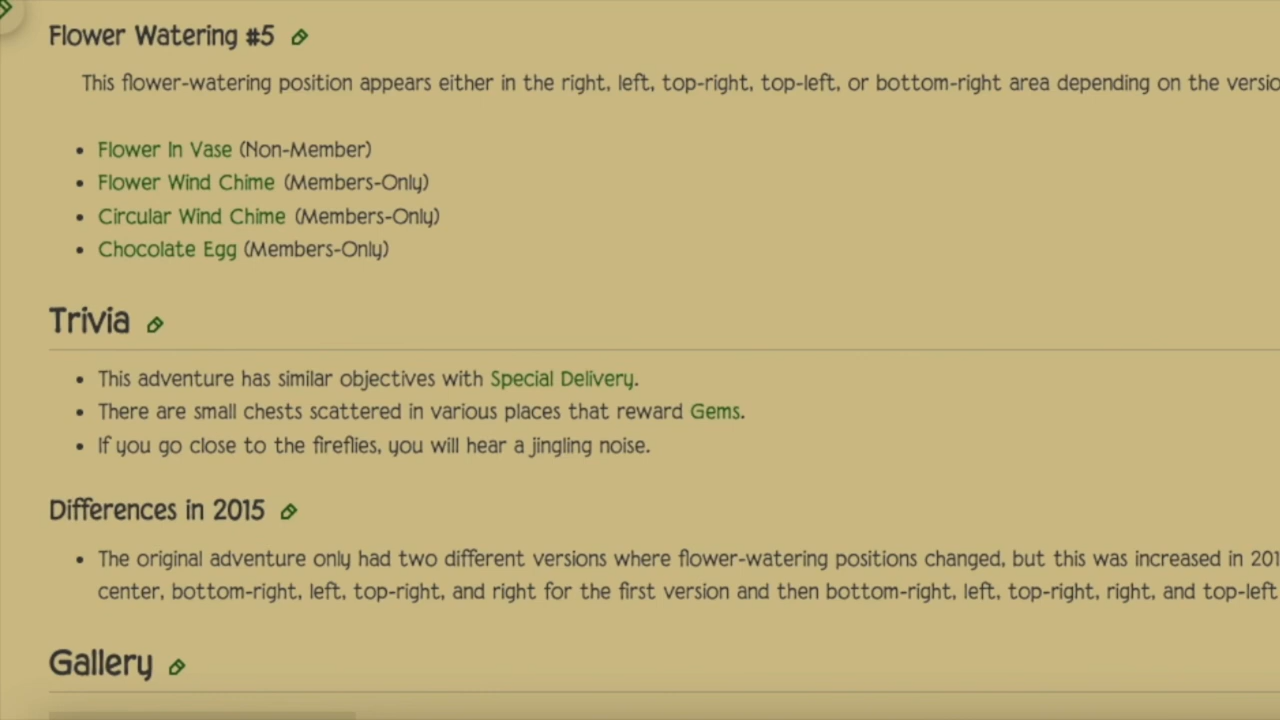 Flower Watering #5
This flower-watering position appears either in the right, left, top-right, top-left, or bottom-right area depending on the
Flower In Vase (Non-Member)
Flower Wind Chime (Members-Only)
Circular Wind Chime (Members-Only)
Chocolate Egg (Members-Only)
Trivia
This adventure has similar objectives with Special Delivery.
There are small chests scattered in various places that reward Gems.
If you go close to the fireflies, you will hear a jingling noise.
Differences in 2015
The original adventure only had two different versions where flower-watering positions changed, but this was increased in
center, bottom-right, left, top-right, and right for the first version and then bottom-right, left, top-right, right, and top-left
Gallery